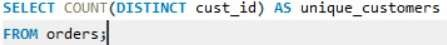 SELECT COUNT(DISTINCT cust_id) AS unique_customers
FROM orders;